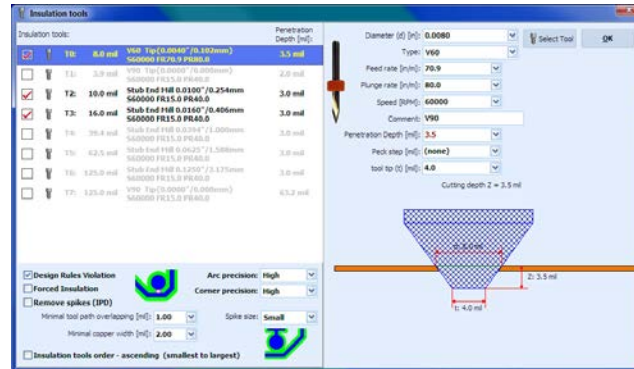 Insulation tools
Insulation tools:
Penetration
Depth [mil]:
T0: 8.0 mil V60 Tip(0.0040"/0.102mm) 3.5 mil
S60000 FR70.9 PR80.0
T1: 3.9 mil V90 Tip(0.0000"/0.000mm) 2.0 mil
S60000 FR15.0 PR40.0
T2: 10.0 mil Stub End Mill 0.0100"/0.254mm 3.0 mil
S60000 FR15.0 PR40.0
T3: 16.0 mil Stub End Mill 0.0160"/0.406mm 3.0 mil
S60000 FR15.0 PR40.0
T4: 39.4 mil Stub End Mill 0.0394"/1.000mm 3.0 mil
S60000 FR15.0 PR40.0
T5: 62.5 mil Stub End Mill 0.0625"/1.588mm 3.0 mil
S60000 FR15.0 PR40.0
T6: 125.0 mil Stub End Mill 0.1250"/3.175mm 3.0 mil
S60000 FR15.0 PR40.0
T7: 125.0 mil V90 Tip(0.0000"/0.000mm) 63.2 mil
S60000 FR15.0 PR40.0
Design Rules Violation
Forced Insulation
Remove spikes (IPD)
Arc precision: High
Corner precision: High
Minimal tool path overlapping [mil]: 1.00
Spike size: Small
Minimal copper width [mil]: 2.00
Insulation tools order - ascending (smallest to largest)
Diameter (d) [in]: 0.0080
Type: V60
Feed rate [in/m]: 70.9
Plunge rate [in/m]: 80.0
Speed [RPM]: 60000
Comment: V90
Penetration Depth [mil]: 3.5
Peck step [mil]: (none)
tool tip (t) [mil]: 4.0
Select Tool
OK
Cutting depth Z = 3.5 mil
d: 8.0 mil
Z: 3.5 mil
t: 4.0 mil